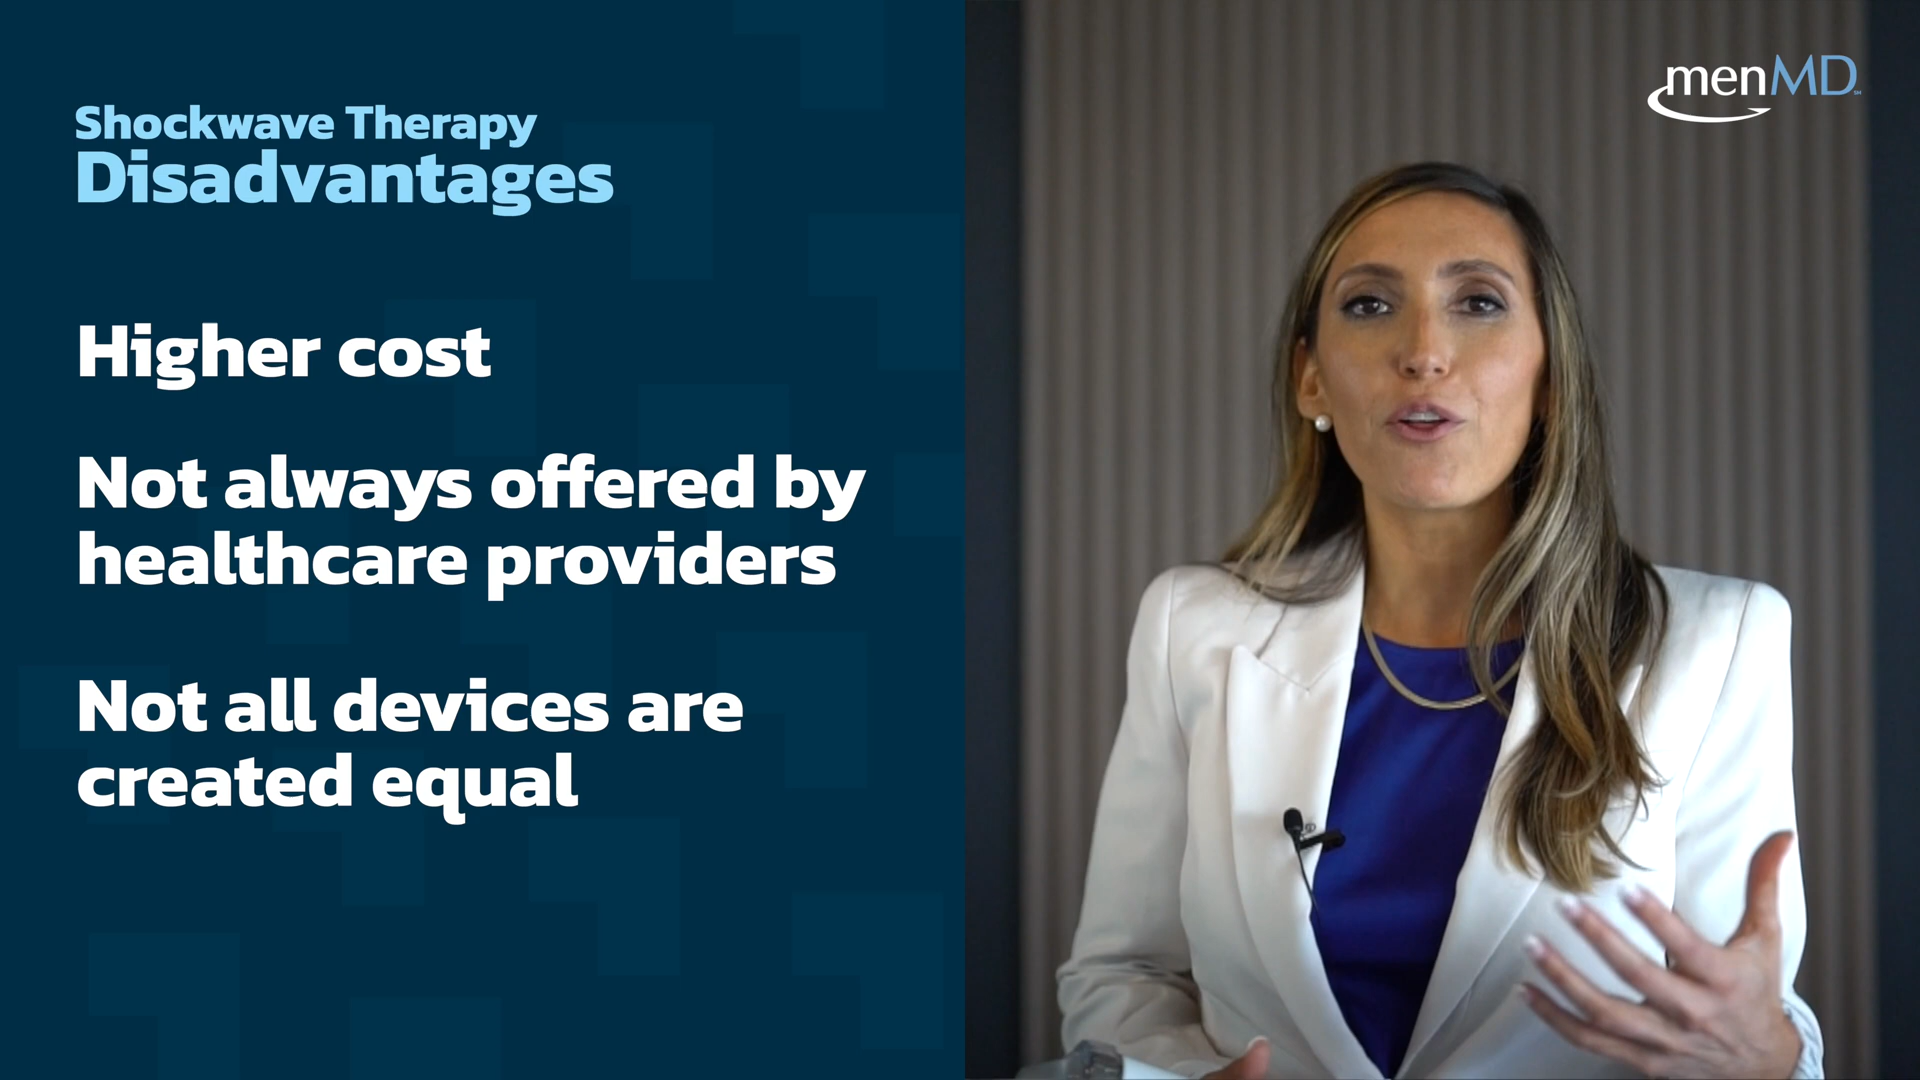 menMD
Shockwave Therapy
Disadvantages
Higher cost
Not always offered by
healthcare providers
Not all devices are
created equal